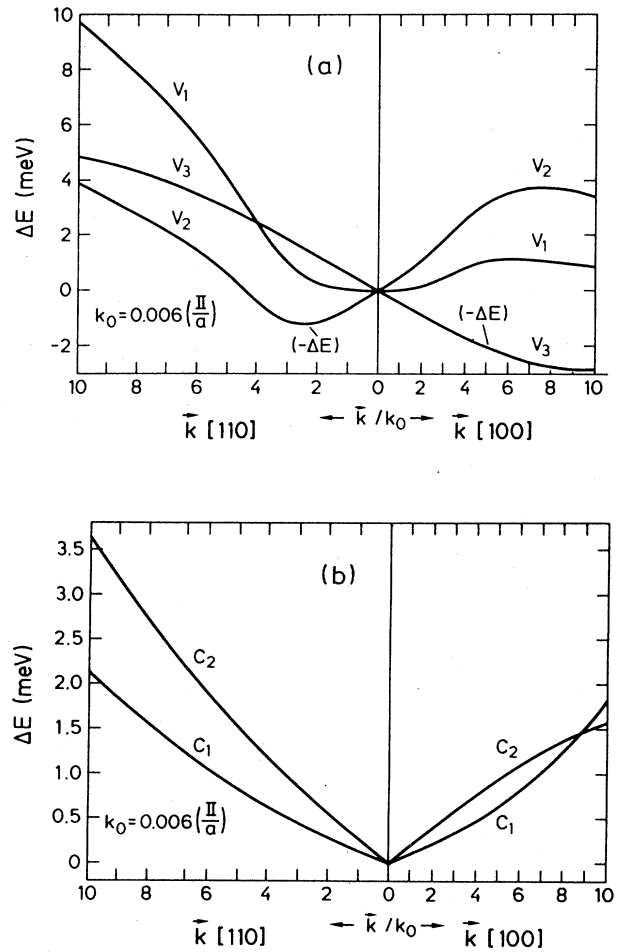 10
8
6
4
2
0
-2
ΔE (meV)
(a)
V1
V3
V2
V2
V1
V3
k₀=0.006(II/a)
(-ΔE)
(-ΔE)
10 8 6 4 2 0 2 4 6 8 10
k⃗ [110] ← k⃗/k₀ → k⃗ [100]
3.5
3.0
2.5
2.0
1.5
1.0
0.5
0
ΔE (meV)
(b)
C2
C1
C2
C1
k₀=0.006(II/a)
10 8 6 4 2 0 2 4 6 8 10
k⃗ [110] ← k⃗/k₀ → k⃗ [100]